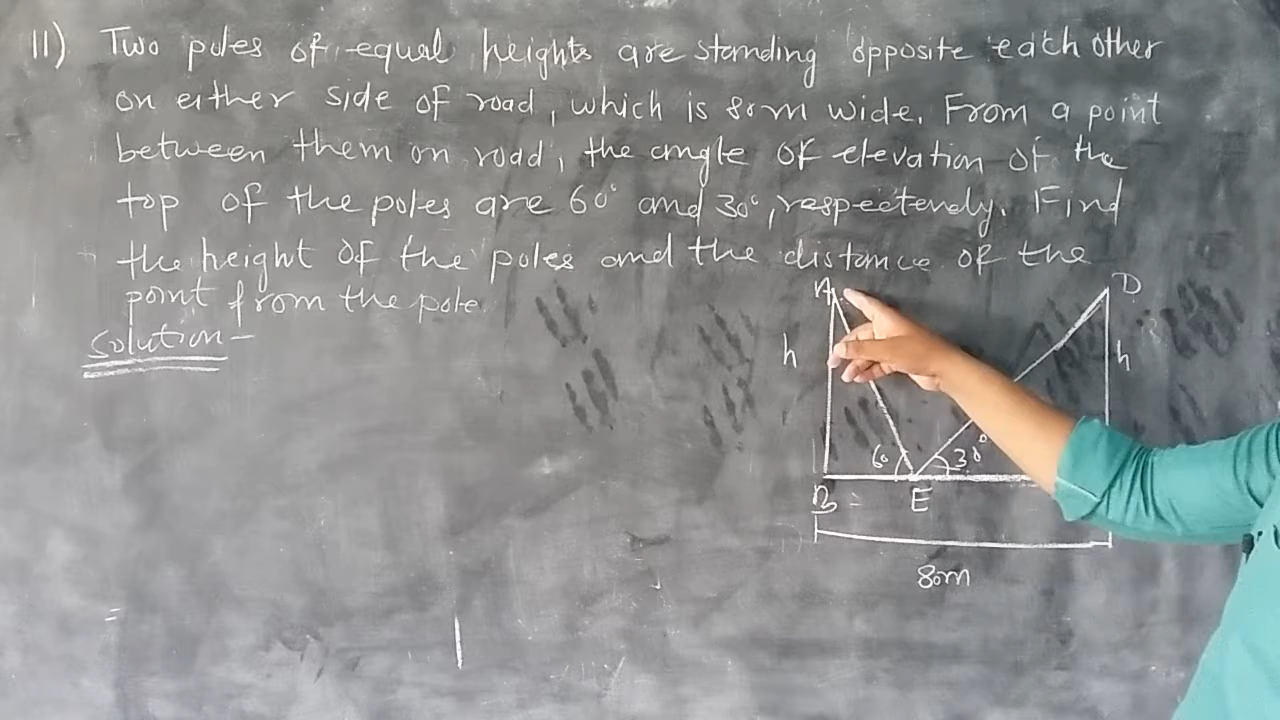 11) Two poles of equal heights are standing opposite each other
on either side of road, which is 80m wide. From a point
between them on road, the angle of elevation of the
top of the poles are 60° and 30°, respectively. Find
the height of the poles and the distance of the
point from the pole.
Solution -
A D
h h
60 30°
B E
80m
=